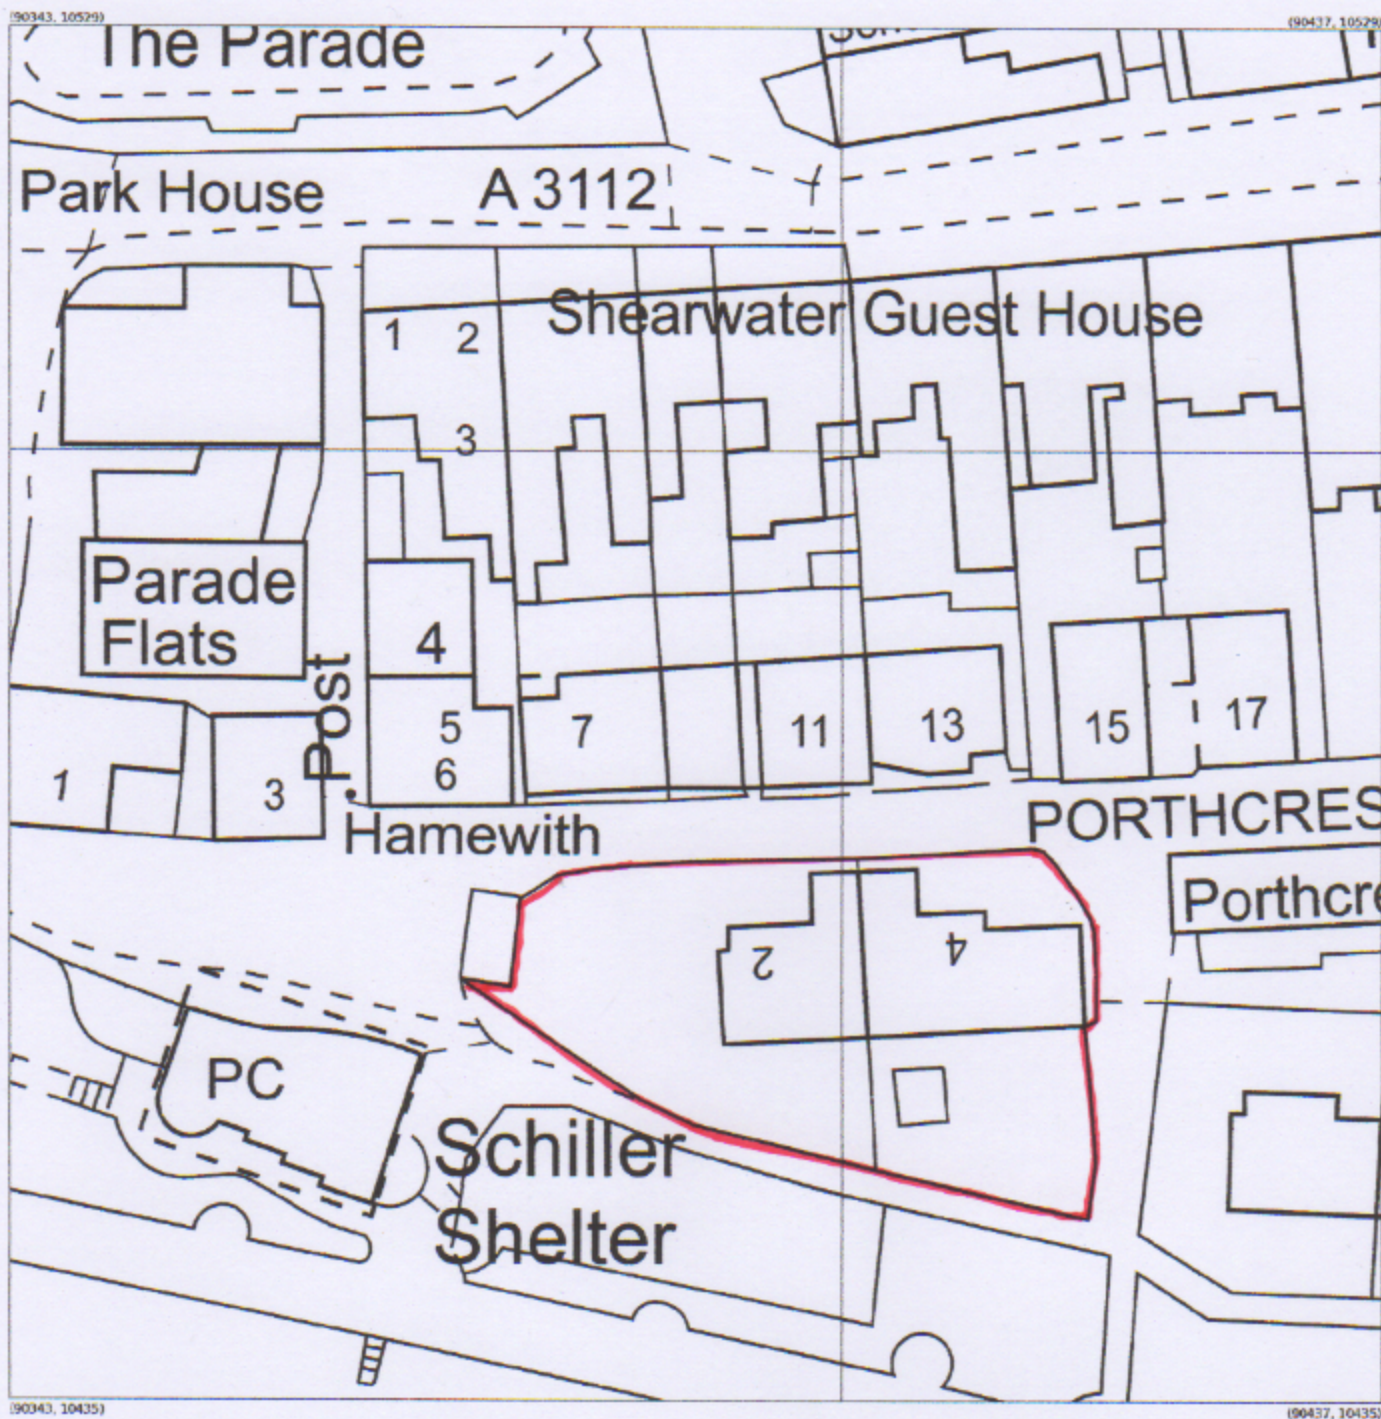 (90343, 10529)
(90437, 10529)
The Parade
Park House
A 3112
Shearwater Guest House
1
2
3
Parade
Flats
4
Post
5
6
7
11
13
15
17
1
3
Hamewith
PORTHCRES
Porthcre
2
4
PC
Schiller
Shelter
(90343, 10435)
(90437, 10435)